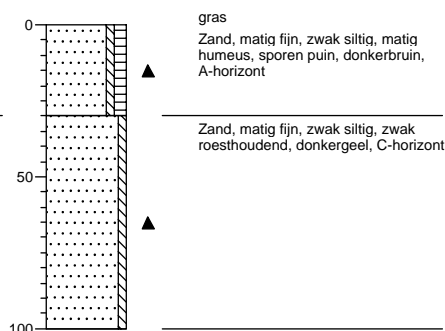 0
gras
Zand, matig fijn, zwak siltig, matig
humeus, sporen puin, donkerbruin,
A-horizont
Zand, matig fijn, zwak siltig, zwak
roesthoudend, donkergeel, C-horizont
50
100